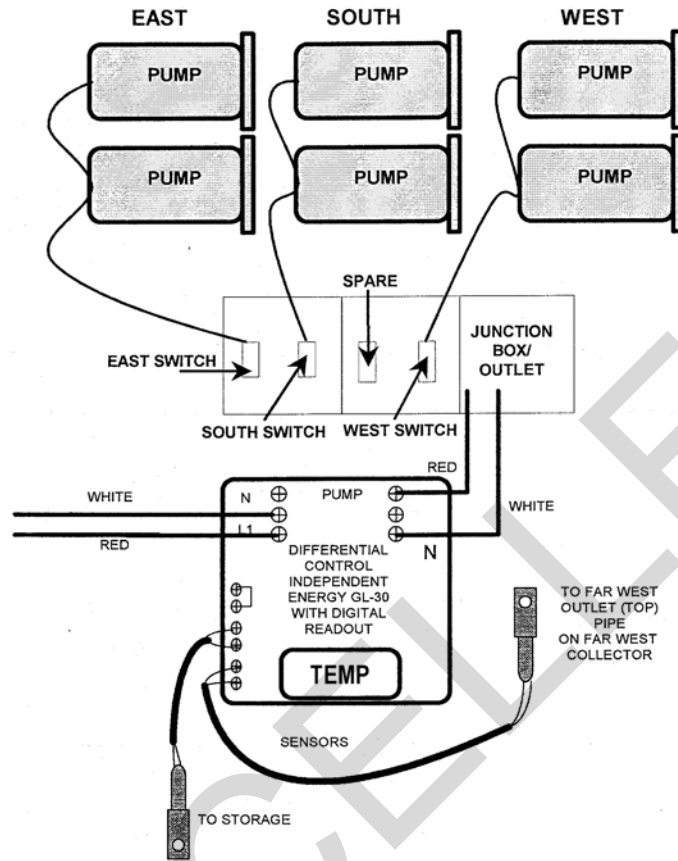 EAST SOUTH WEST
PUMP PUMP PUMP
PUMP PUMP PUMP
SPARE
JUNCTION
BOX/
OUTLET
EAST SWITCH
SOUTH SWITCH WEST SWITCH
RED
WHITE
N PUMP
WHITE
RED
L1
N
DIFFERENTIAL
CONTROL
INDEPENDENT
ENERGY GL-30
WITH DIGITAL
READOUT
TEMP
TO FAR WEST
OUTLET (TOP)
PIPE
ON FAR WEST
COLLECTOR
SENSORS
TO STORAGE
CELLE